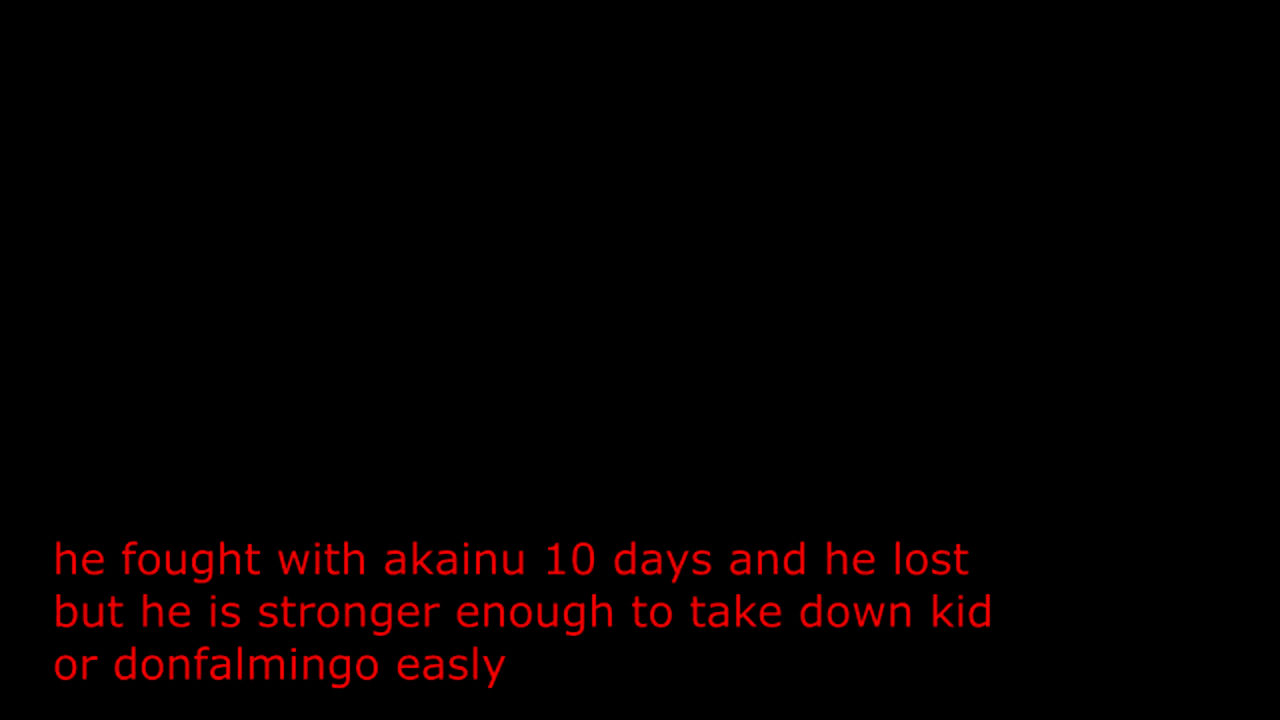 he fought with akainu 10 days and he lost
but he is stronger enough to take down kid
or donfalmingo easly